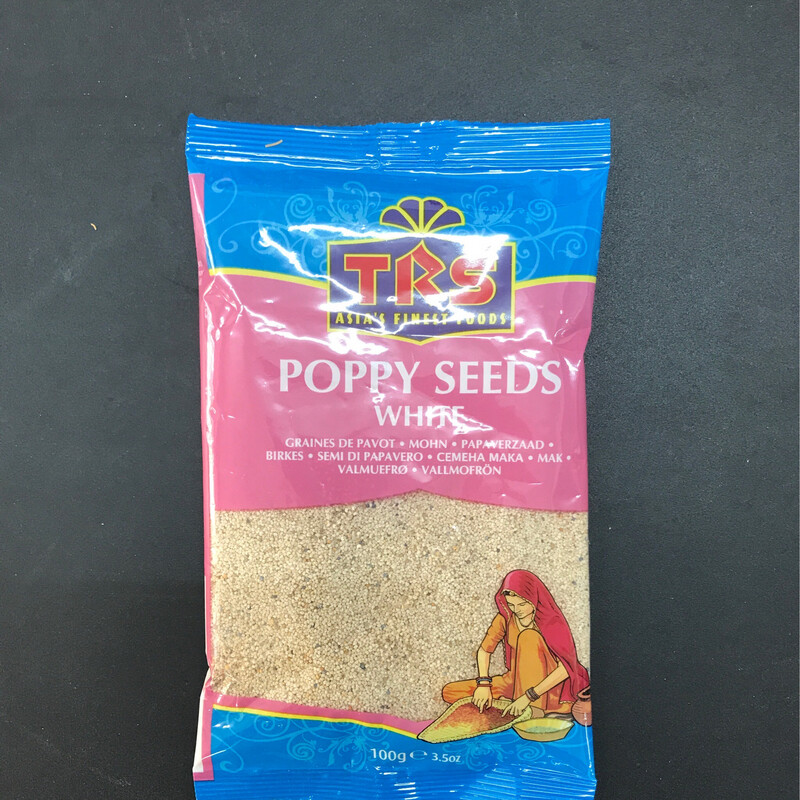 TRS
ASIA'S FINEST FOODS
POPPY SEEDS
WHITE
GRAINES DE PAVOT • MOHN • PAPAVERZAAD •
BIRKES • SEMI DI PAPAVERO • CEMEHA MAKA • MAK •
VALMUEFRØ • VALLMOFRÖN
100g ℮ 3.5oz